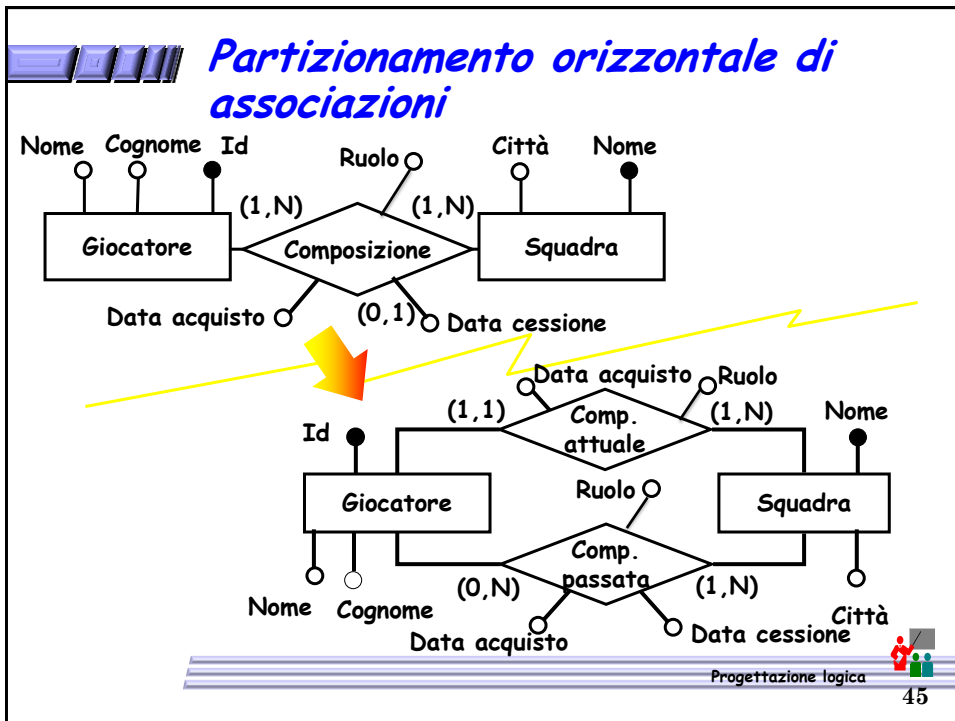 Partizionamento orizzontale di
associazioni
Nome Cognome Id
Ruolo
Città Nome
(1,N) (1,N)
Giocatore Composizione Squadra
Data acquisto (0,1) Data cessione
Data acquisto Ruolo
(1,1) Comp. attuale (1,N) Nome
Id
Giocatore Ruolo Squadra
Comp. passata
(0,N) (1,N)
Nome Cognome Città
Data acquisto Data cessione
Progettazione logica
45